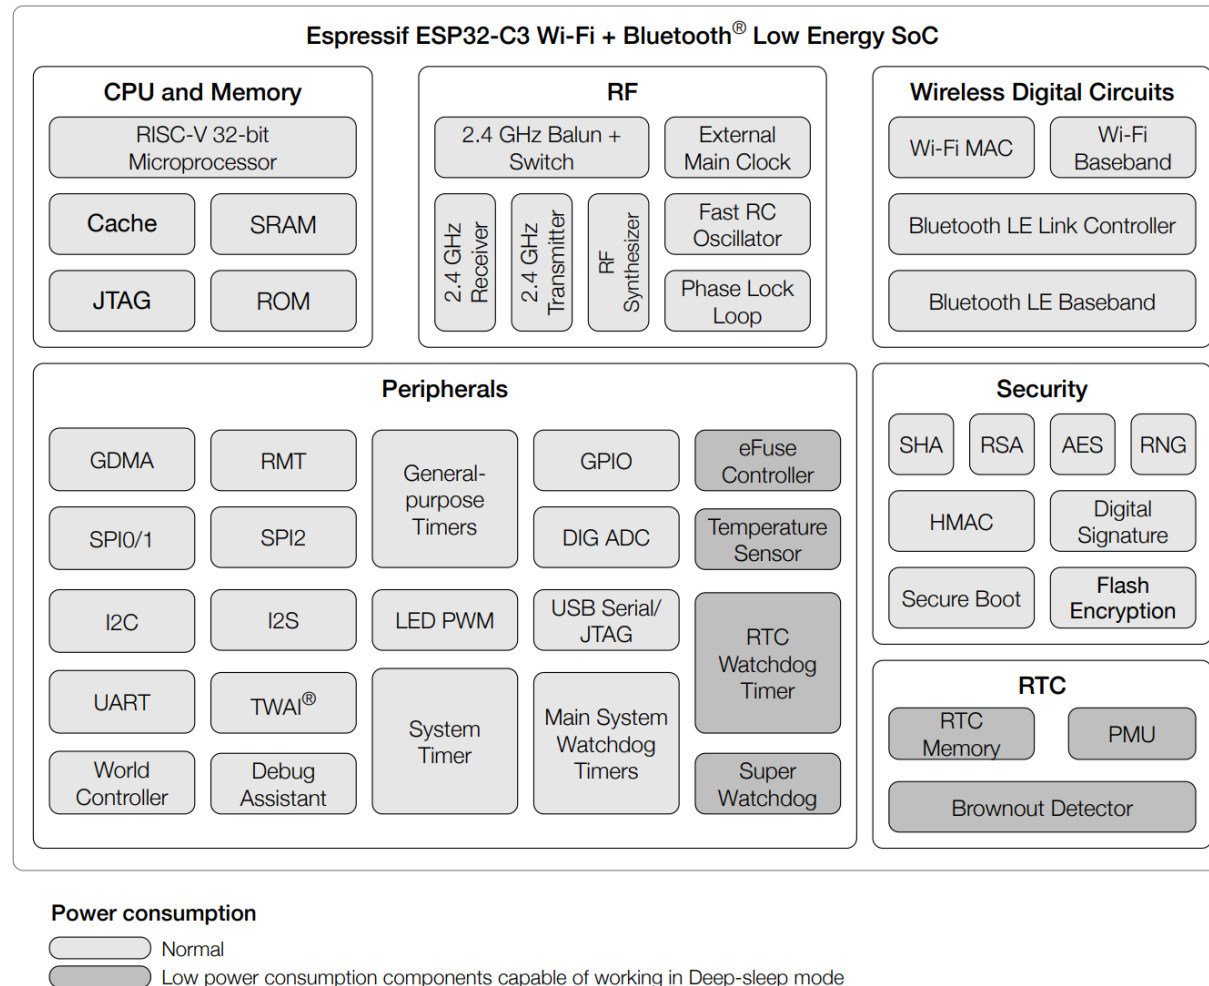 Espressif ESP32-C3 Wi-Fi + Bluetooth® Low Energy SoC
CPU and Memory
RISC-V 32-bit
Microprocessor
Cache
SRAM
JTAG
ROM
RF
2.4 GHz Balun +
Switch
External
Main Clock
2.4 GHz
Receiver
2.4 GHz
Transmitter
RF
Synthesizer
Fast RC
Oscillator
Phase Lock
Loop
Wireless Digital Circuits
Wi-Fi MAC
Wi-Fi
Baseband
Bluetooth LE Link Controller
Bluetooth LE Baseband
Peripherals
GDMA
RMT
General-
purpose
Timers
GPIO
eFuse
Controller
SPI0/1
SPI2
DIG ADC
Temperature
Sensor
I2C
I2S
LED PWM
USB Serial/
JTAG
RTC
Watchdog
Timer
UART
TWAI®
System
Timer
Main System
Watchdog
Timers
World
Controller
Debug
Assistant
Super
Watchdog
Security
SHA
RSA
AES
RNG
HMAC
Digital
Signature
Secure Boot
Flash
Encryption
RTC
RTC
Memory
PMU
Brownout Detector
Power consumption
Normal
Low power consumption components capable of working in Deep-sleep mode